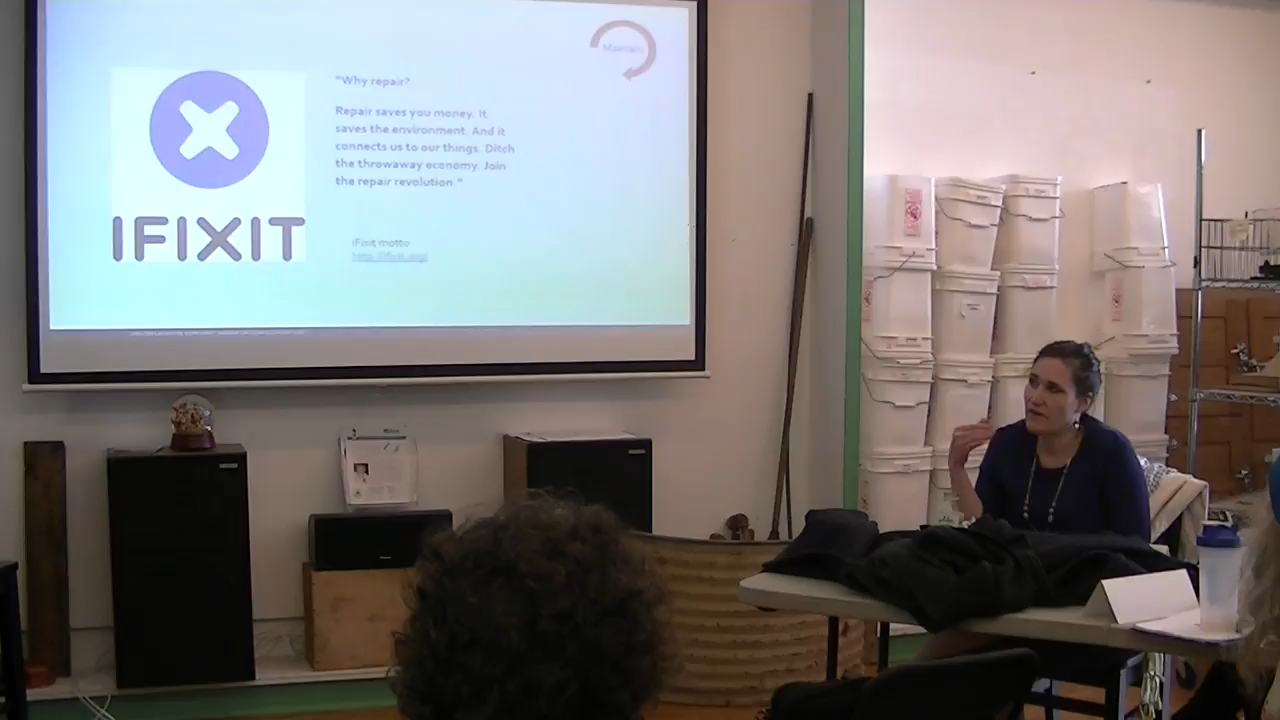 Maintain
"Why repair?
Repair saves you money. It
saves the environment. And it
connects us to our things. Ditch
the throwaway economy. Join
the repair revolution."
IFIXIT
iFixit motto